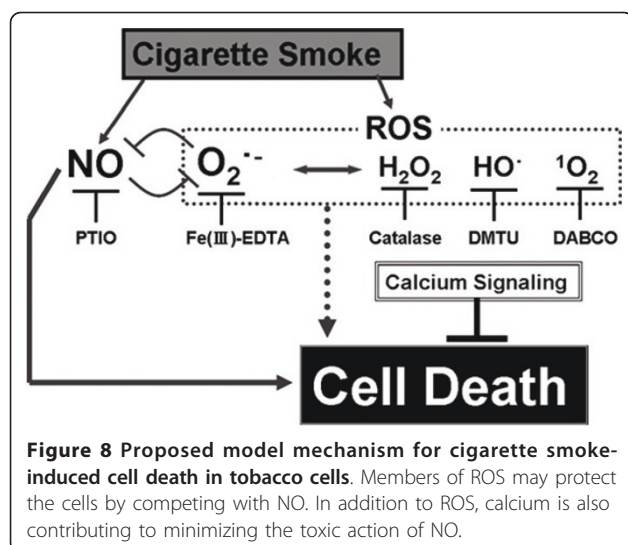 Cigarette Smoke
ROS
NO O₂˙⁻ H₂O₂ HO˙ ¹O₂
PTIO Fe(III)-EDTA Catalase DMTU DABCO
Calcium Signaling
Cell Death
Figure 8 Proposed model mechanism for cigarette smoke-
induced cell death in tobacco cells. Members of ROS may protect
the cells by competing with NO. In addition to ROS, calcium is also
contributing to minimizing the toxic action of NO.